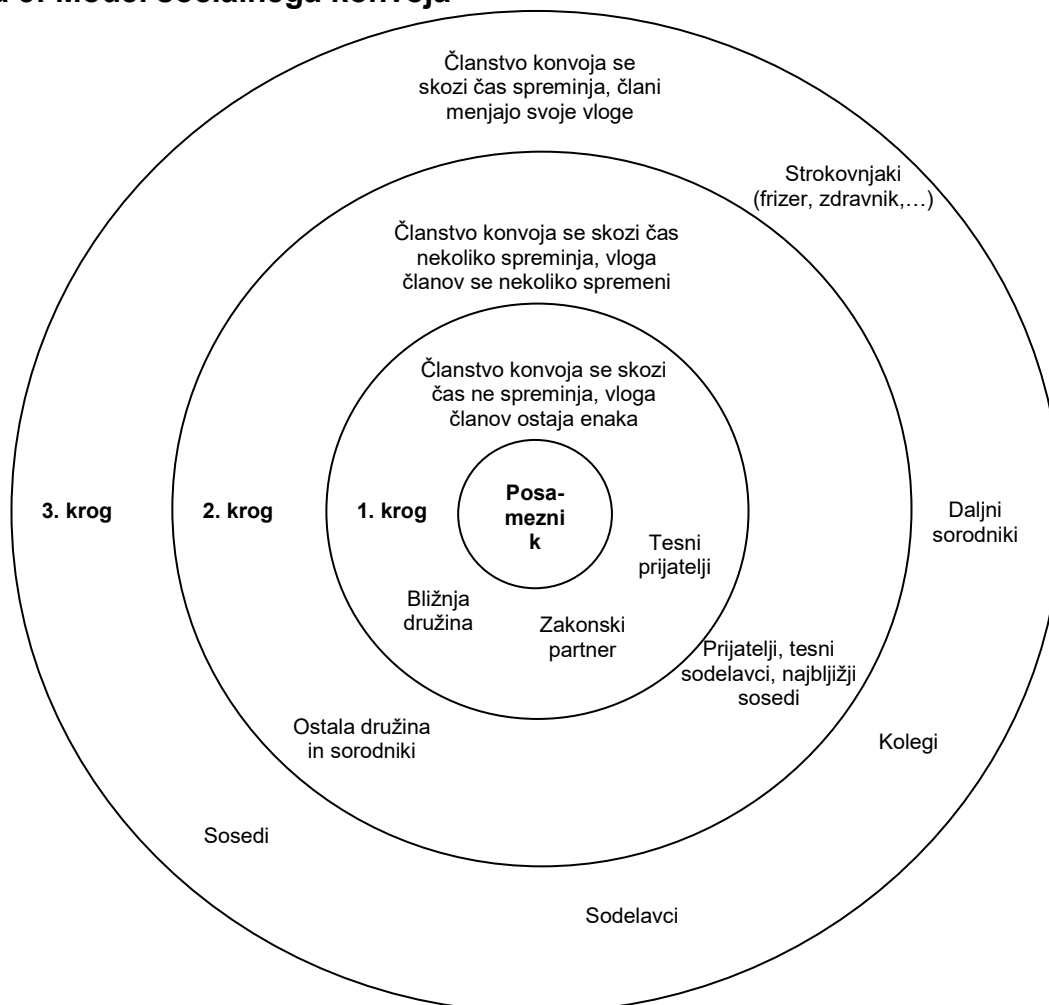 Model socialnega konvoja
Članstvo konvoja se
skozi čas spreminja, člani
menjajo svoje vloge
Strokovnjaki
(frizer, zdravnik,…)
Članstvo konvoja se skozi čas
nekoliko spreminja, vloga
članov se nekoliko spremeni
Članstvo konvoja se skozi
čas ne spreminja, vloga
članov ostaja enaka
3. krog
2. krog
1. krog
Posa-
mezni
k
Daljni
sorodniki
Tesni
prijatelji
Bližnja
družina
Zakonski
partner
Prijatelji, tesni
sodelavci, najbljižji
sosedi
Ostala družina
in sorodniki
Kolegi
Sosedi
Sodelavci